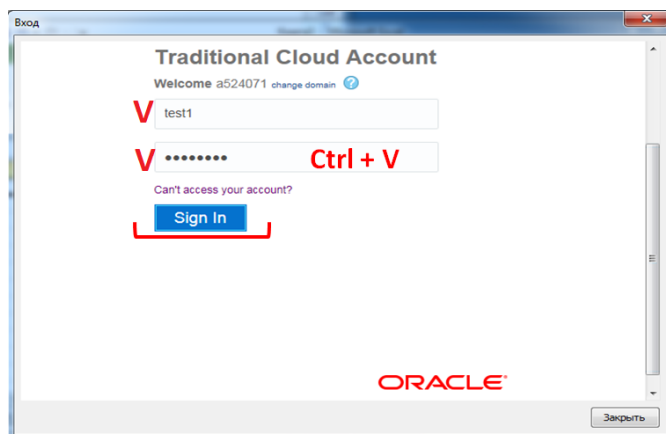 Вход
Traditional Cloud Account
Welcome a524071 change domain ?
V test1
V •••••••• Ctrl + V
Can't access your account?
Sign In
ORACLE
Закрыть